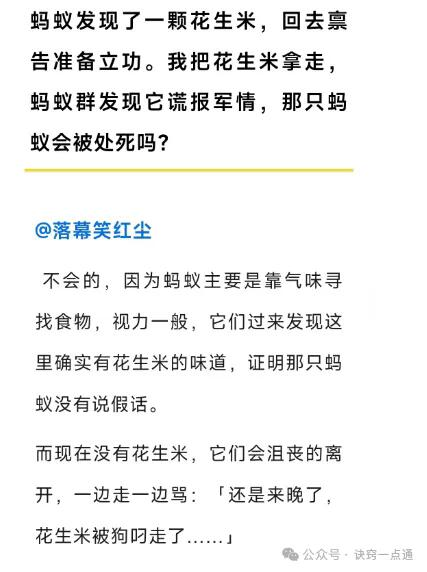 蚂蚁发现了一颗花生米，回去禀
告准备立功。我把花生米拿走，
蚂蚁群发现它谎报军情，那只蚂
蚁会被处死吗？
@落幕笑红尘
不会的，因为蚂蚁主要是靠气味寻
找食物，视力一般，它们过来发现这
里确实有花生米的味道，证明那只蚂
蚁没有说假话。
而现在没有花生米，它们会沮丧的离
开，一边走一边骂：「还是来晚了，
花生米被狗叼走了……」
公众号 · 诀窍一点通